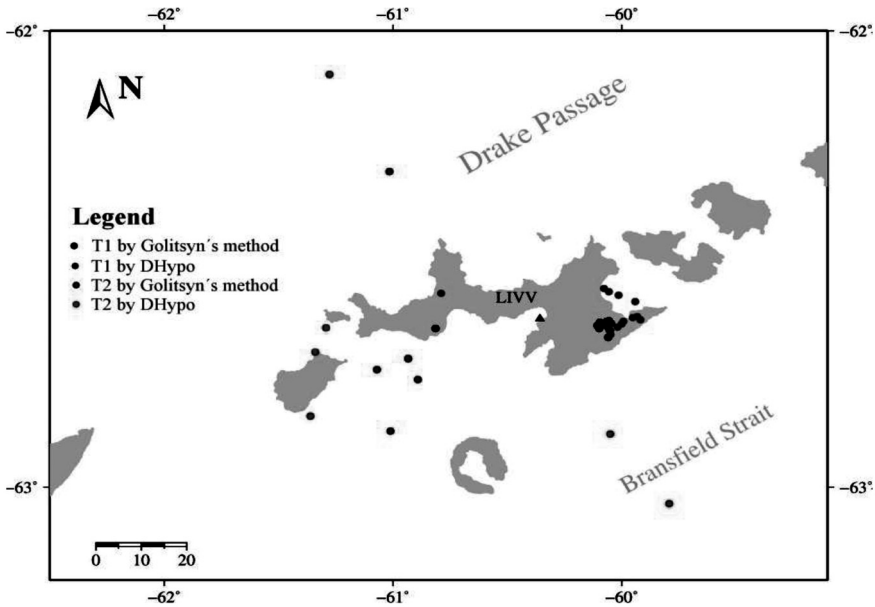 −62° −61° −60°
−62° −62°
N
Drake Passage
Legend
T1 by Golitsyn´s method
T1 by DHypo
T2 by Golitsyn´s method
T2 by DHypo
LIVV
Bransfield Strait
−63° −63°
0 10 20
−62° −61° −60°